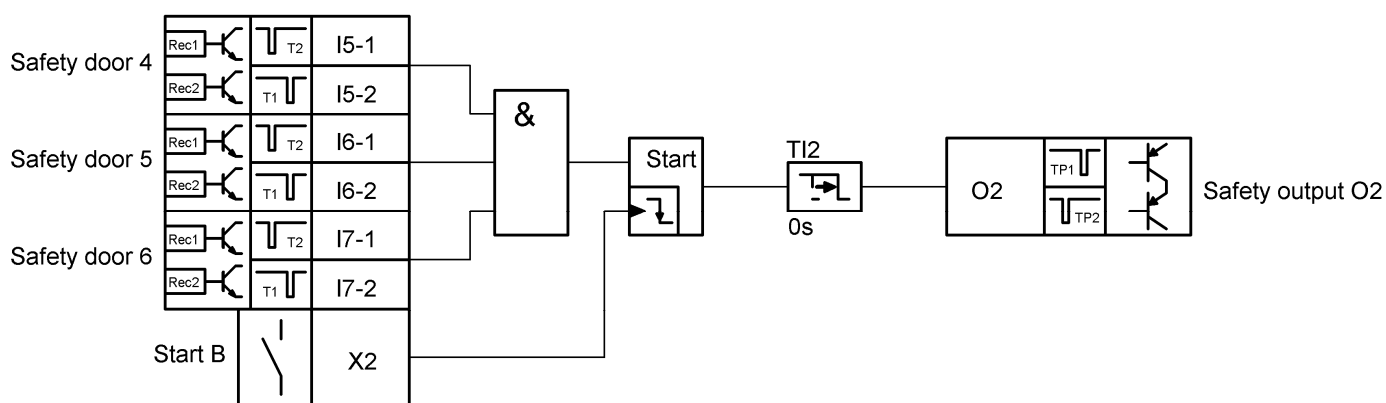 Safety door 4
Rec1 T2 I5-1
Rec2 T1 I5-2
Safety door 5
Rec1 T2 I6-1
Rec2 T1 I6-2
Safety door 6
Rec1 T2 I7-1
Rec2 T1 I7-2
Start B X2
&
Start
TI2
0s
O2
TP1
TP2
Safety output O2